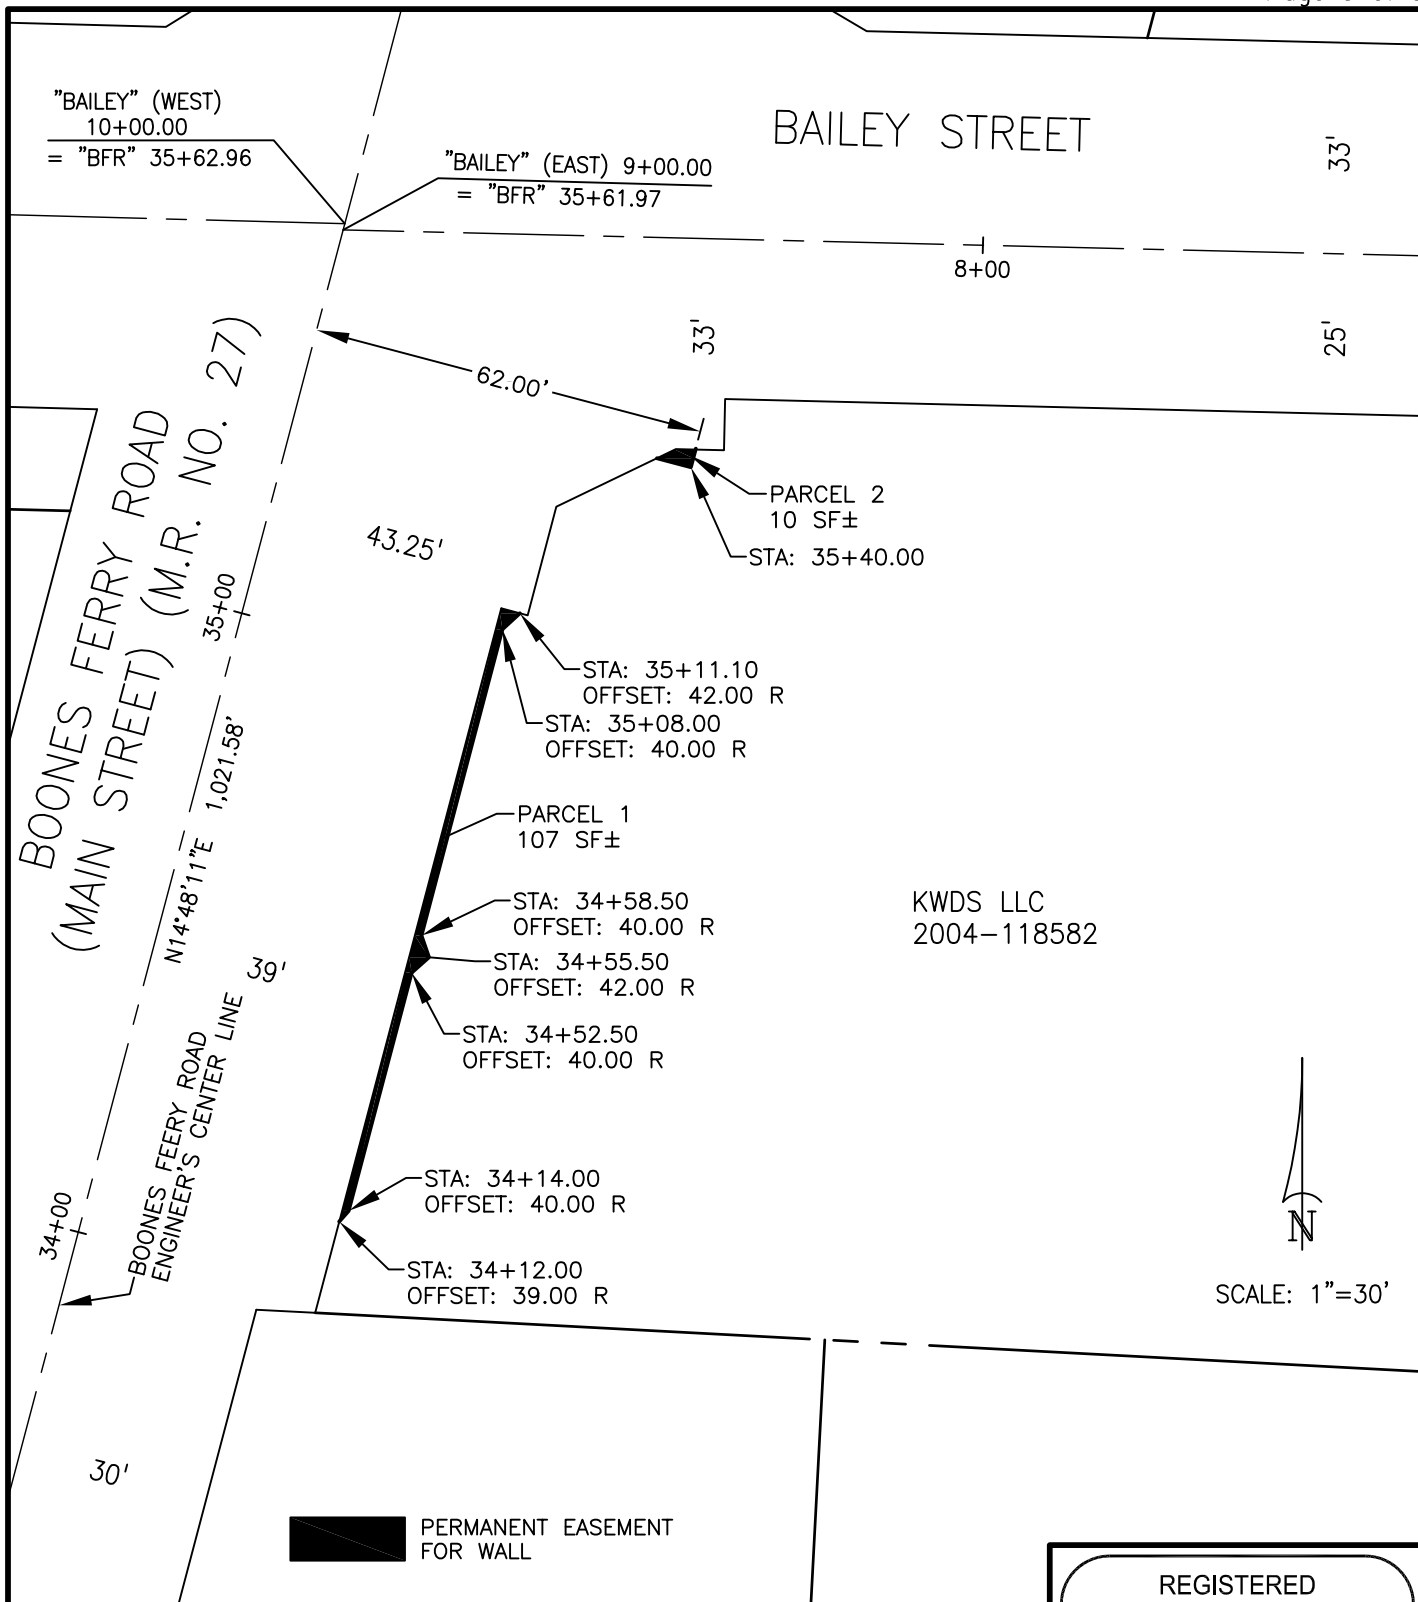 "BAILEY" (WEST)
10+00.00
= "BFR" 35+62.96
"BAILEY" (EAST) 9+00.00
= "BFR" 35+61.97
BAILEY STREET
33'
8+00
33'
25'
62.00'
BOONES FERRY ROAD
(MAIN STREET) (M.R. NO. 27)
43.25'
PARCEL 2
10 SF±
STA: 35+40.00
35+00
STA: 35+11.10
OFFSET: 42.00 R
STA: 35+08.00
OFFSET: 40.00 R
N14°48'11"E 1,021.58'
PARCEL 1
107 SF±
STA: 34+58.50
OFFSET: 40.00 R
KWDS LLC
2004-118582
39'
STA: 34+55.50
OFFSET: 42.00 R
STA: 34+52.50
OFFSET: 40.00 R
BOONES FEERY ROAD
ENGINEER'S CENTER LINE
34+00
STA: 34+14.00
OFFSET: 40.00 R
STA: 34+12.00
OFFSET: 39.00 R
N
SCALE: 1"=30'
30'
PERMANENT EASEMENT
FOR WALL
REGISTERED